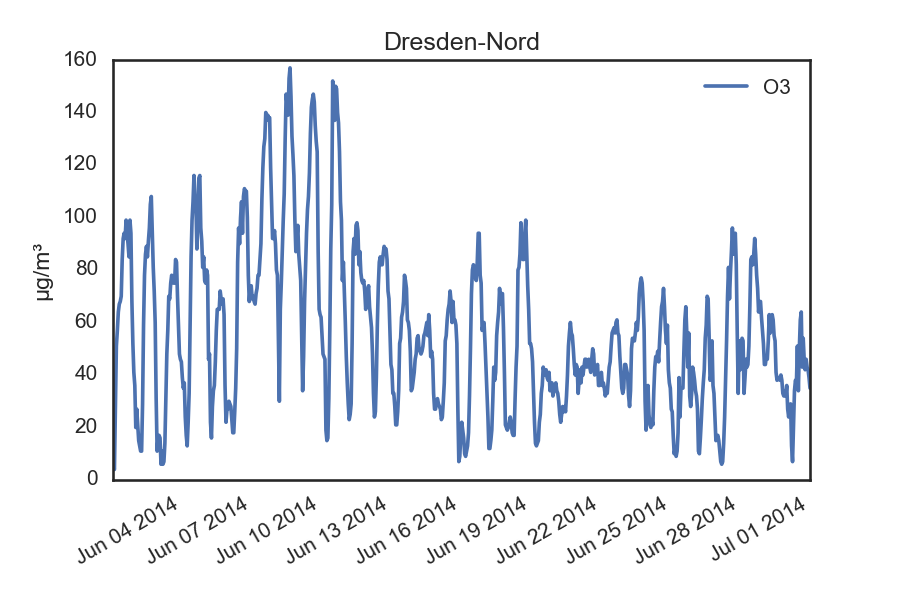 Dresden-Nord
O3
µg/m³
160
140
120
100
80
60
40
20
0
Jun 04 2014
Jun 07 2014
Jun 10 2014
Jun 13 2014
Jun 16 2014
Jun 19 2014
Jun 22 2014
Jun 25 2014
Jun 28 2014
Jul 01 2014